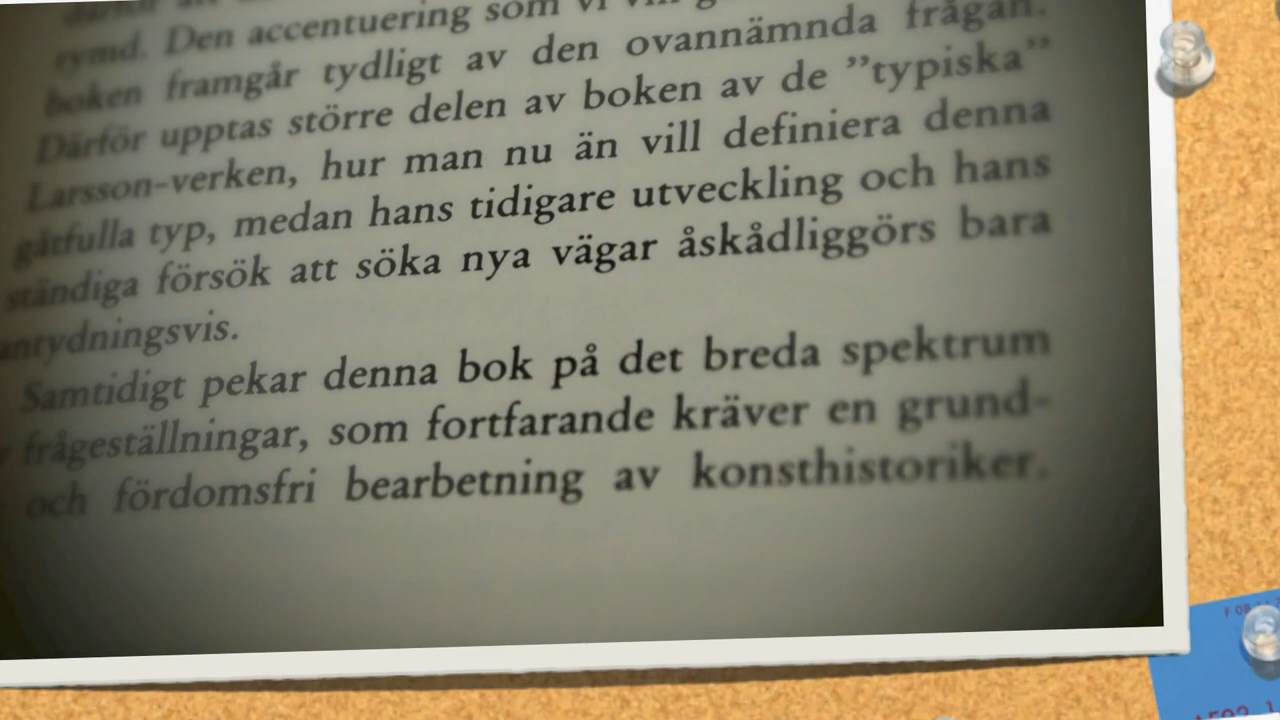 rymd. Den accentuering som vi
boken framgår tydligt av den ovannämnda frågan.
Därför upptas större delen av boken av de ”typiska”
Larsson-verken, hur man nu än vill definiera denna
gåtfulla typ, medan hans tidigare utveckling och hans
ständiga försök att söka nya vägar åskådliggörs bara
antydningsvis.
Samtidigt pekar denna bok på det breda spektrum
frågeställningar, som fortfarande kräver en grund-
och fördomsfri bearbetning av konsthistoriker.